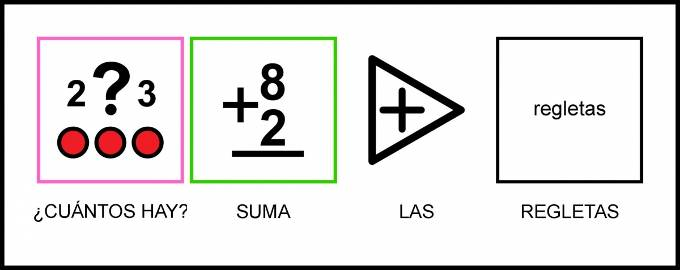 2 ? 3
+ 8
2
+
regletas
¿CUÁNTOS HAY? SUMA LAS REGLETAS